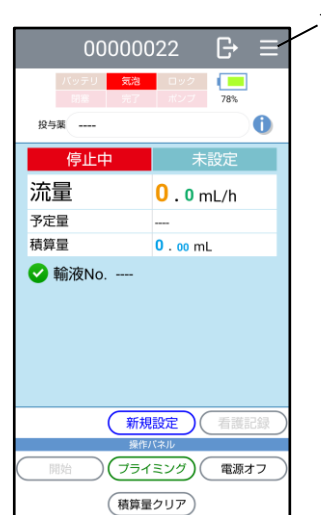 00000022
バッテリ 気泡 ロック
閉塞 完了 ポンプ 78%
投与薬 ----
停止中 未設定
流量 0.0 mL/h
予定量 ----
積算量 0.00 mL
輸液No. ----
新規設定 看護記録
操作パネル
開始 プライミング 電源オフ
積算量クリア